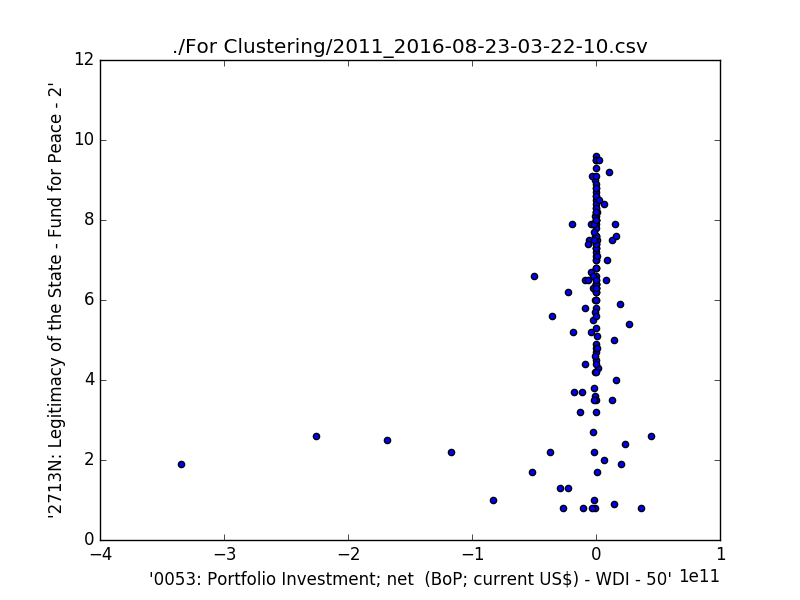 ./For Clustering/2011_2016-08-23-03-22-10.csv
12
10
8
6
4
2
0
'2713N: Legitimacy of the State - Fund for Peace - 2'
−4 −3 −2 −1 0 1
1e11
'0053: Portfolio Investment; net  (BoP; current US$) - WDI - 50'